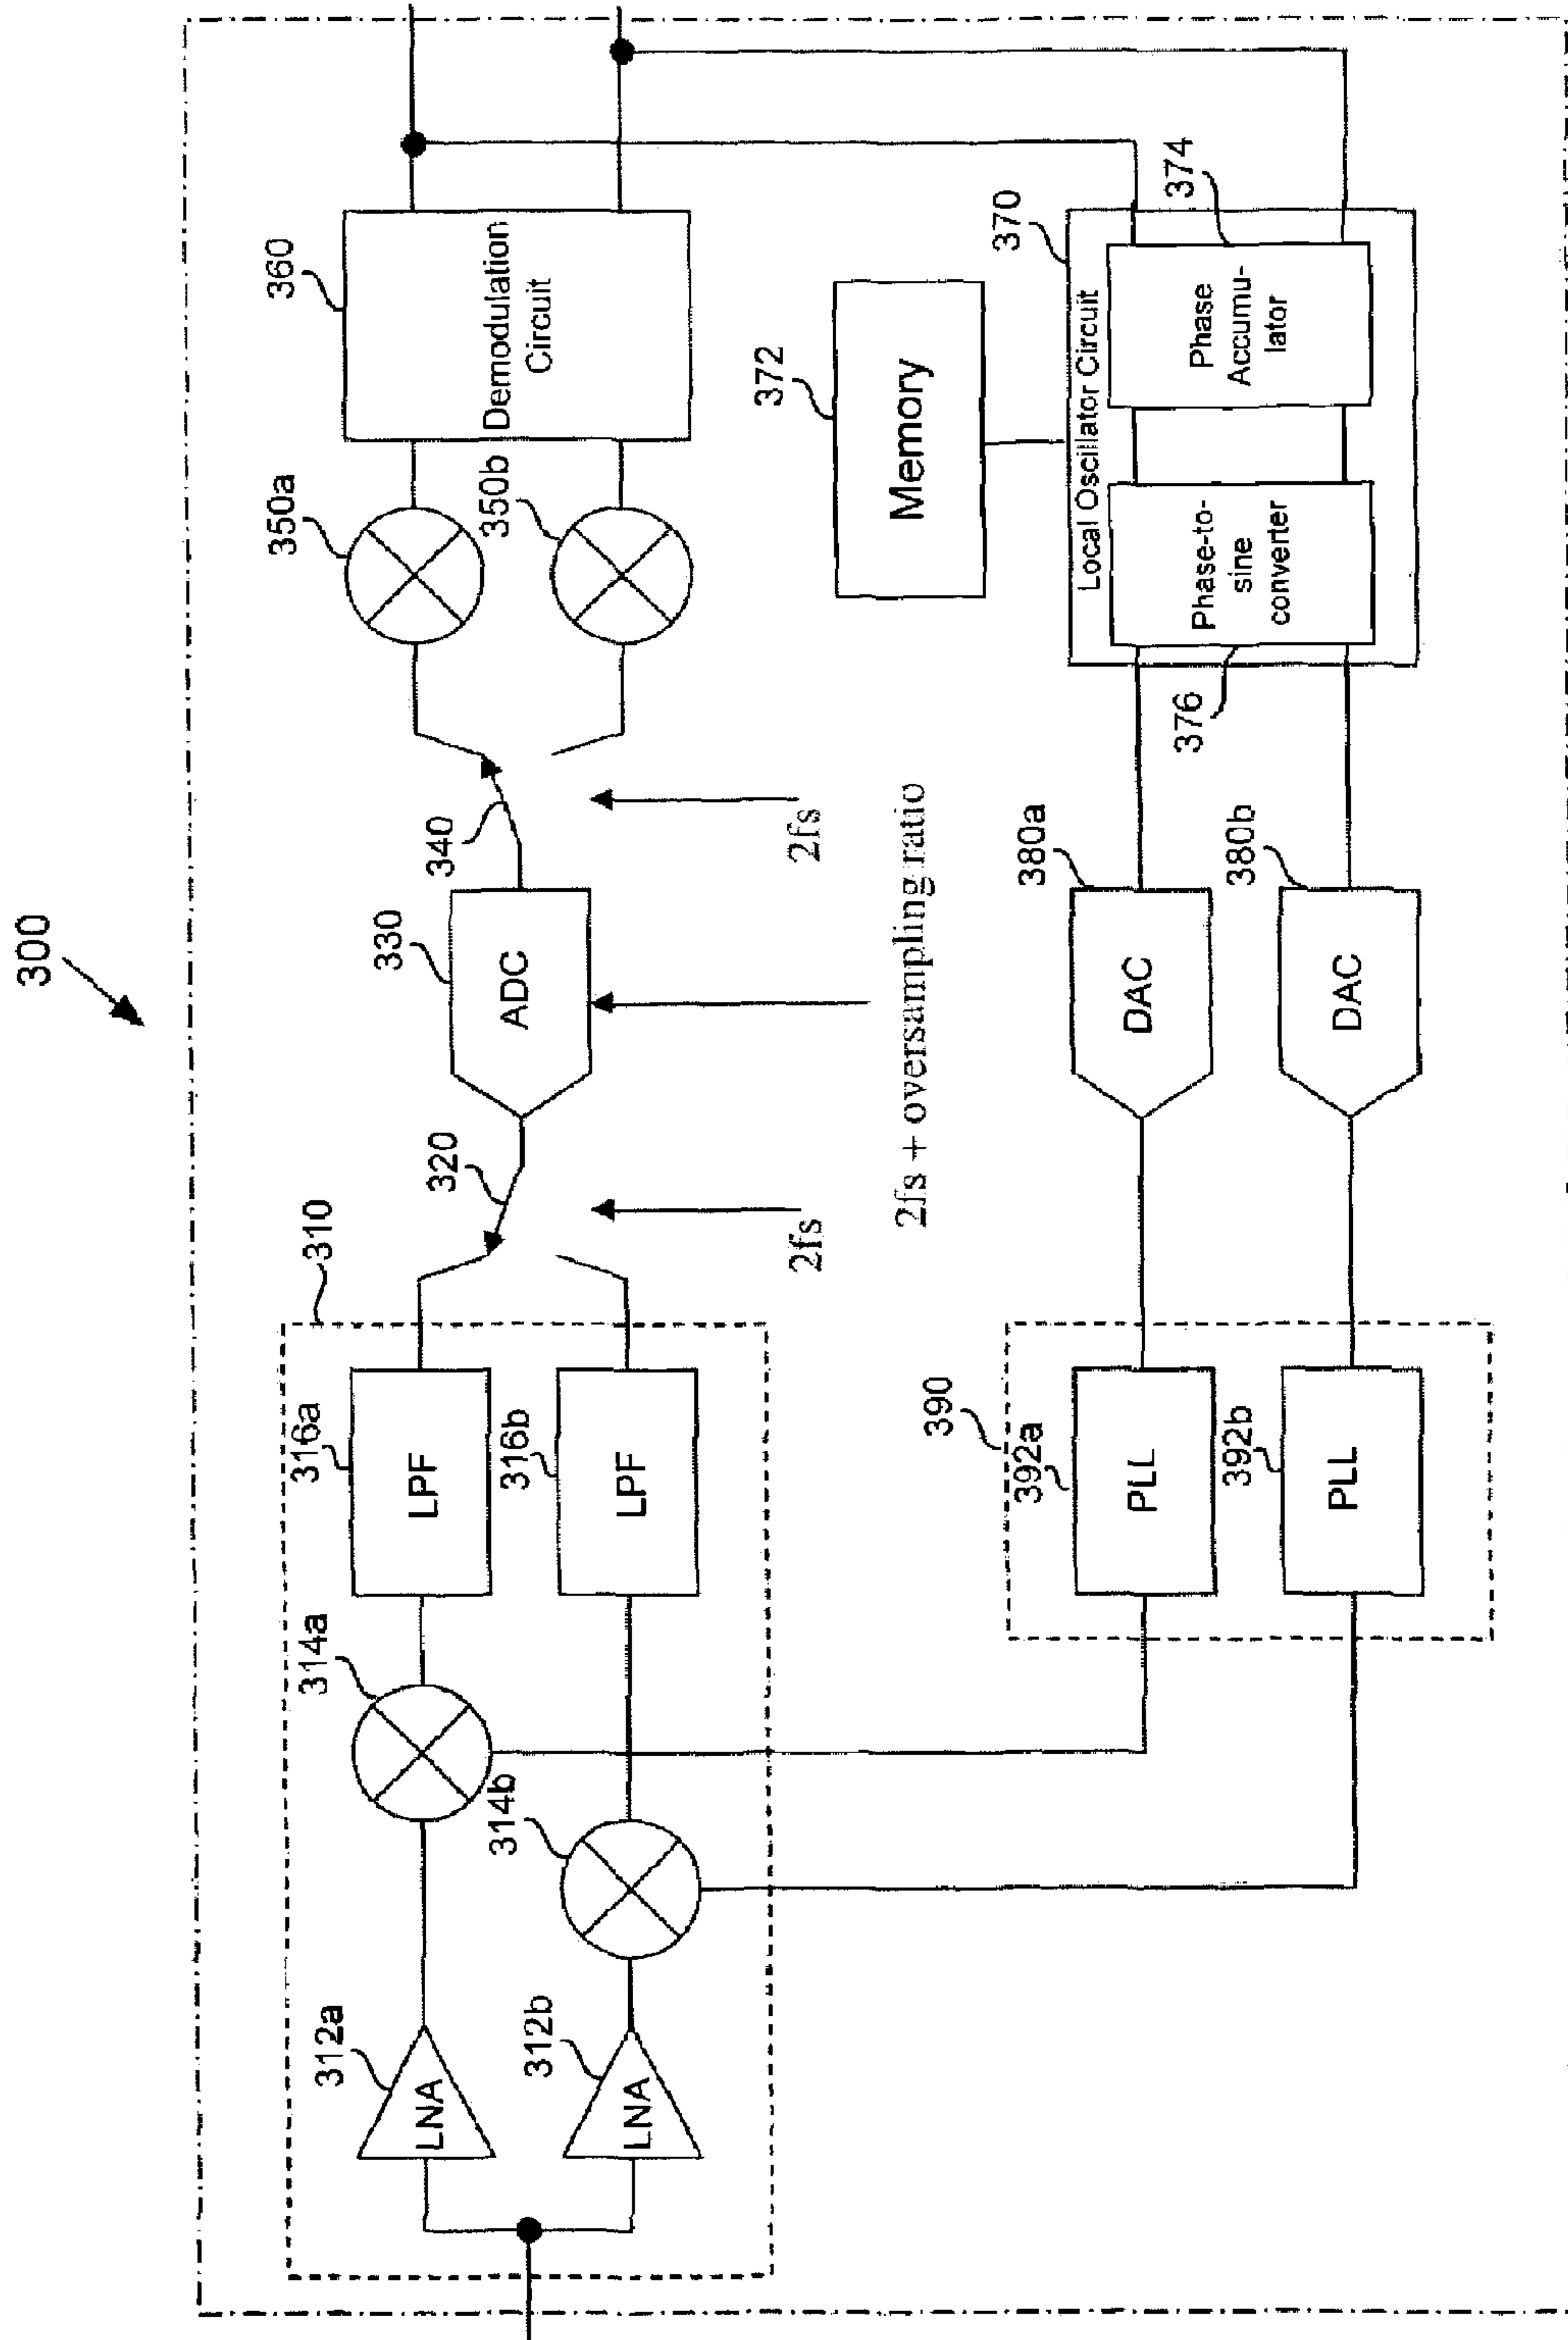 300
310
312a
LNA
312b
LNA
314a
314b
316a
LPF
316b
LPF
320
2fs
330
ADC
2fs + oversampling ratio
340
2fs
350a
350b
360
Demodulation
Circuit
372
Memory
370
Local Oscillator Circuit
374
Phase
Accumu-
lator
376
Phase-to-
sine
converter
380a
DAC
380b
DAC
390
392a
PLL
392b
PLL